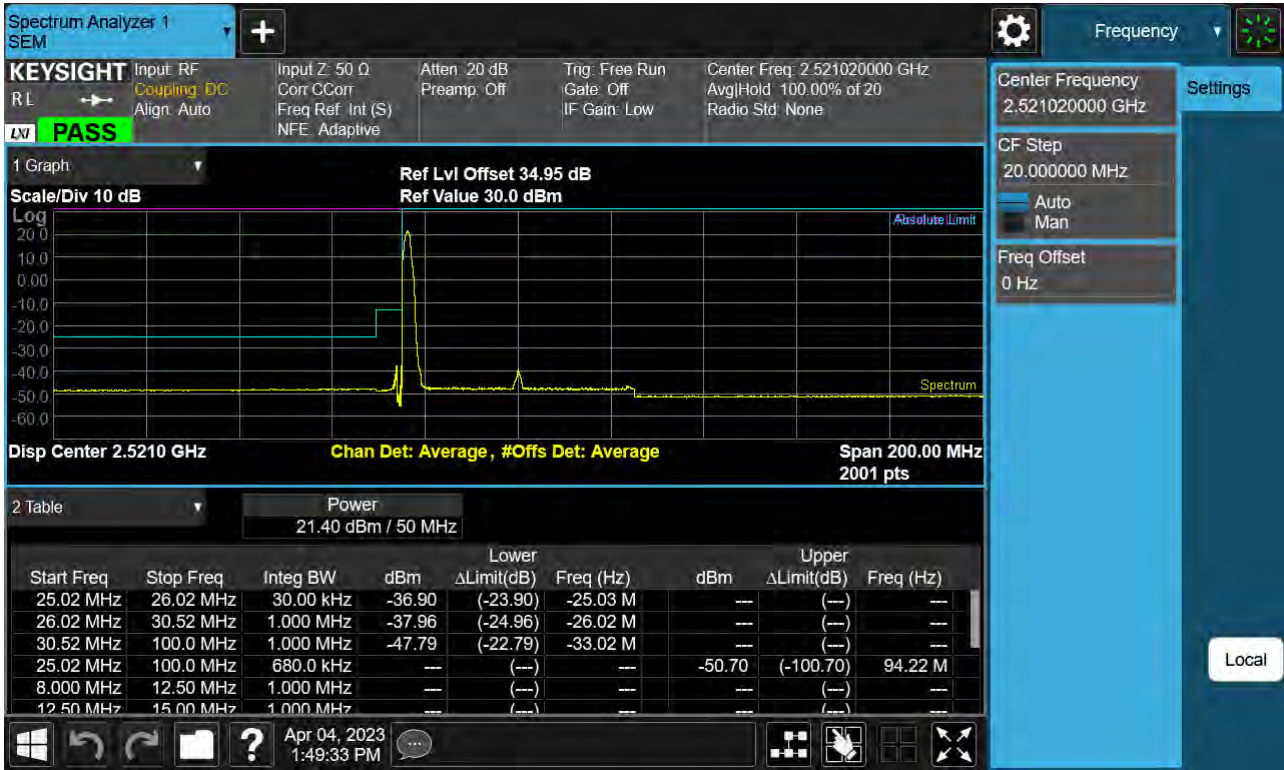 Spectrum Analyzer 1
SEM
Frequency
KEYSIGHT
RL
LXI
PASS
Input: RF
Coupling: DC
Align: Auto
Input Z: 50 Ω
Corr CCorr
Freq Ref: Int (S)
NFE: Adaptive
Atten: 20 dB
Preamp: Off
Trig: Free Run
Gate: Off
IF Gain: Low
Center Freq: 2.521020000 GHz
Avg|Hold: 100.00% of 20
Radio Std: None
Center Frequency
2.521020000 GHz
Settings
CF Step
20.000000 MHz
Auto
Man
Freq Offset
0 Hz
1 Graph
Scale/Div 10 dB
Ref Lvl Offset 34.95 dB
Ref Value 30.0 dBm
Log
20.0
10.0
0.00
-10.0
-20.0
-30.0
-40.0
-50.0
-60.0
Limit
Spectrum
Disp Center 2.5210 GHz
Chan Det: Average, #Offs Det: Average
Span 200.00 MHz
2001 pts
2 Table
Power
21.40 dBm / 50 MHz
Lower Upper
Start Freq Stop Freq Integ BW dBm ΔLimit(dB) Freq (Hz) dBm ΔLimit(dB) Freq (Hz)
25.02 MHz 26.02 MHz 30.00 kHz -36.90 (-23.90) -25.03 M --- (---) ---
26.02 MHz 30.52 MHz 1.000 MHz -37.96 (-24.96) -26.02 M --- (---) ---
30.52 MHz 100.0 MHz 1.000 MHz -47.79 (-22.79) -33.02 M --- (---) ---
25.02 MHz 100.0 MHz 680.0 kHz --- (---) --- -50.70 (-100.70) 94.22 M
8.000 MHz 12.50 MHz 1.000 MHz --- (---) --- --- (---) ---
12.50 MHz 15.00 MHz 1.000 MHz --- (---) --- --- (---) ---
Local
?
Apr 04, 2023
1:49:33 PM